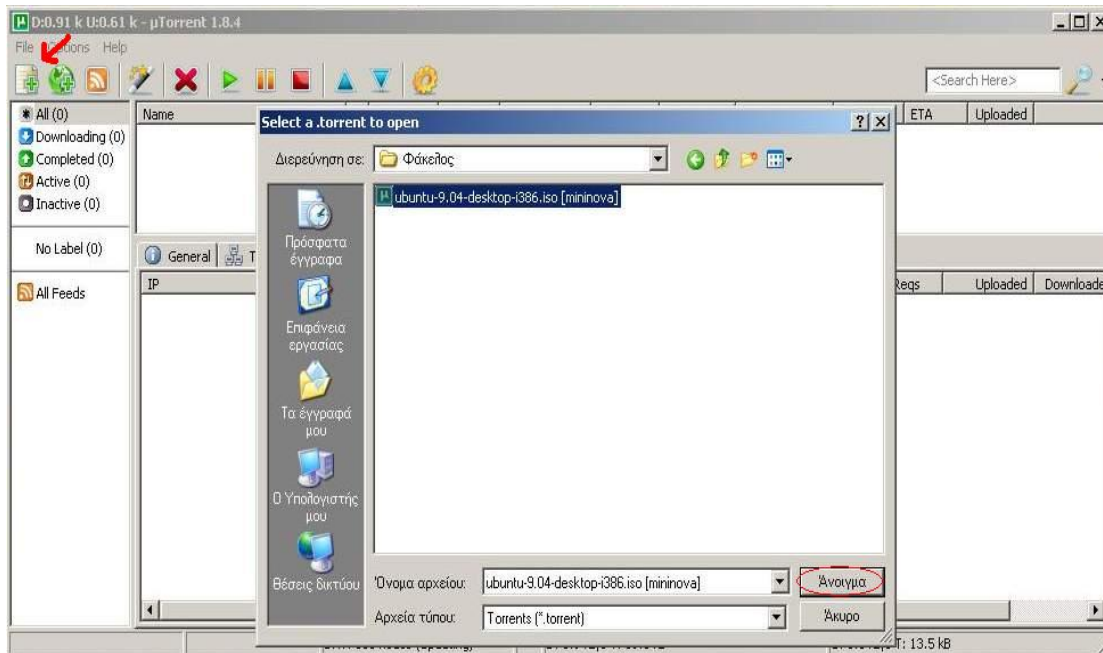 D:0.91 k U:0.61 k - µTorrent 1.8.4
File Options Help
<Search Here>
All (0)
Downloading (0)
Completed (0)
Active (0)
Inactive (0)
No Label (0)
All Feeds
Name
ETA Uploaded
General
IP
Reqs Uploaded Downloade
Select a .torrent to open
Διερεύνηση σε: Φάκελος
ubuntu-9.04-desktop-i386.iso [mininova]
Πρόσφατα
έγγραφα
Επιφάνεια
εργασίας
Τα έγγραφά
μου
Ο Υπολογιστής
μου
Θέσεις δικτύου
Όνομα αρχείου: ubuntu-9.04-desktop-i386.iso [mininova] Άνοιγμα
Αρχεία τύπου: Torrents (*.torrent) Άκυρο
T: 13.5 kB